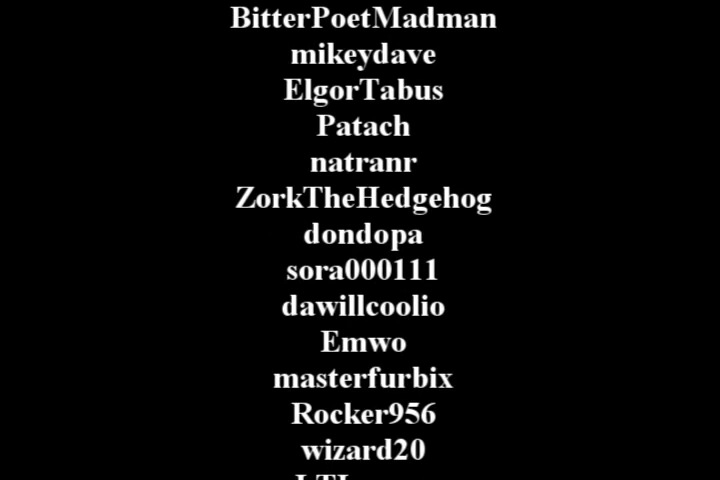 BitterPoetMadman
mikeydave
ElgorTabus
Patach
natranr
ZorkTheHedgehog
dondopa
sora000111
dawillcoolio
Emwo
masterfurbix
Rocker956
wizard20